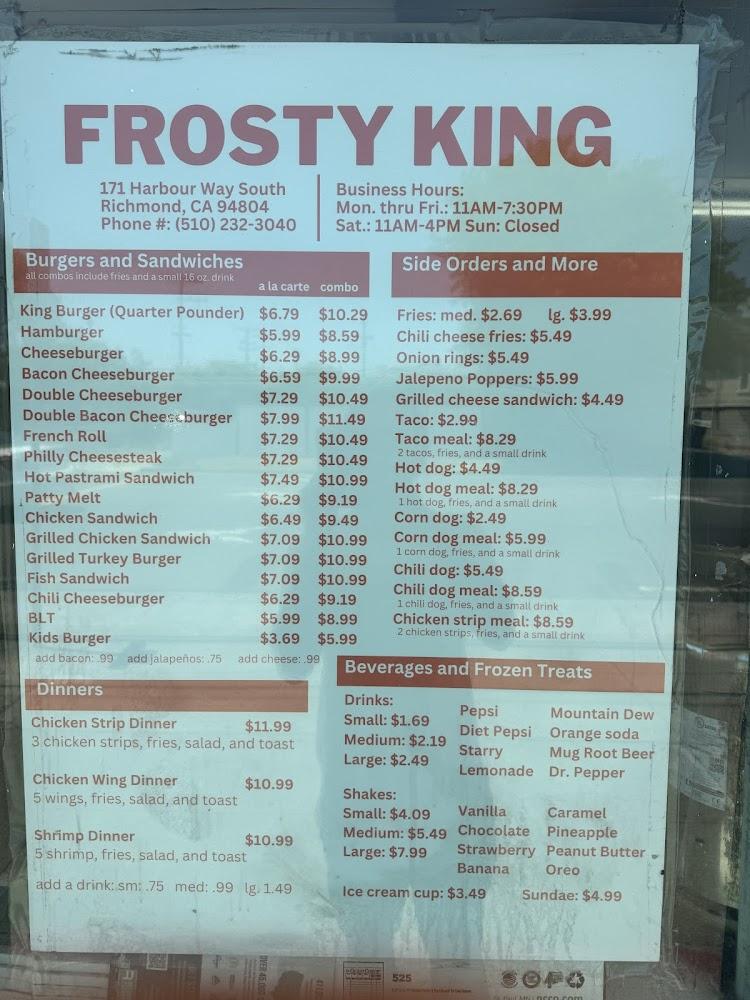 FROSTY KING
171 Harbour Way South
Richmond, CA 94804
Phone #: (510) 232-3040
Business Hours:
Mon. thru Fri.: 11AM-7:30PM
Sat.: 11AM-4PM Sun: Closed
Burgers and Sandwiches
all combos include fries and a small 16 oz. drink
a la carte combo
King Burger (Quarter Pounder) $6.79 $10.29
Hamburger $5.99 $8.59
Cheeseburger $6.29 $8.99
Bacon Cheeseburger $6.59 $9.99
Double Cheeseburger $7.29 $10.49
Double Bacon Cheeseburger $7.99 $11.49
French Roll $7.29 $10.49
Philly Cheesesteak $7.29 $10.49
Hot Pastrami Sandwich $7.49 $10.99
Patty Melt $6.29 $9.19
Chicken Sandwich $6.49 $9.49
Grilled Chicken Sandwich $7.09 $10.99
Grilled Turkey Burger $7.09 $10.99
Fish Sandwich $7.09 $10.99
Chili Cheeseburger $6.29 $9.19
BLT $5.99 $8.99
Kids Burger $3.69 $5.99
add bacon: .99 add jalapeños: .75 add cheese: .99
Dinners
Chicken Strip Dinner $11.99
3 chicken strips, fries, salad, and toast
Chicken Wing Dinner $10.99
5 wings, fries, salad, and toast
Shrimp Dinner $10.99
5 shrimp, fries, salad, and toast
add a drink: sm: .75 med: .99 lg. 1.49
Side Orders and More
Fries: med. $2.69 lg. $3.99
Chili cheese fries: $5.49
Onion rings: $5.49
Jalepeno Poppers: $5.99
Grilled cheese sandwich: $4.49
Taco: $2.99
Taco meal: $8.29
2 tacos, fries, and a small drink
Hot dog: $4.49
Hot dog meal: $8.29
1 hot dog, fries, and a small drink
Corn dog: $2.49
Corn dog meal: $5.99
1 corn dog, fries, and a small drink
Chili dog: $5.49
Chili dog meal: $8.59
1 chili dog, fries, and a small drink
Chicken strip meal: $8.59
2 chicken strips, fries, and a small drink
Beverages and Frozen Treats
Drinks:
Small: $1.69
Medium: $2.19
Large: $2.49
Pepsi
Diet Pepsi
Starry
Lemonade
Mountain Dew
Orange soda
Mug Root Beer
Dr. Pepper
Shakes:
Small: $4.09
Medium: $5.49
Large: $7.99
Vanilla
Chocolate
Strawberry
Banana
Caramel
Pineapple
Peanut Butter
Oreo
Ice cream cup: $3.49 Sundae: $4.99
525